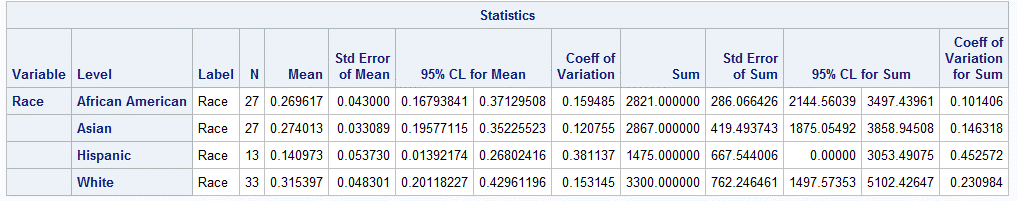 Statistics
Variable Level Label N Mean Std Error of Mean 95% CL for Mean Coeff of Variation Sum Std Error of Sum 95% CL for Sum Coeff of Variation for Sum
Race African American Race 27 0.269617 0.043000 0.16793841 0.37129508 0.159485 2821.000000 286.066426 2144.56039 3497.43961 0.101406
Asian Race 27 0.274013 0.033089 0.19577115 0.35225523 0.120755 2867.000000 419.493743 1875.05492 3858.94508 0.146318
Hispanic Race 13 0.140973 0.053730 0.01392174 0.26802416 0.381137 1475.000000 667.544006 0.00000 3053.49075 0.452572
White Race 33 0.315397 0.048301 0.20118227 0.42961196 0.153145 3300.000000 762.246461 1497.57353 5102.42647 0.230984